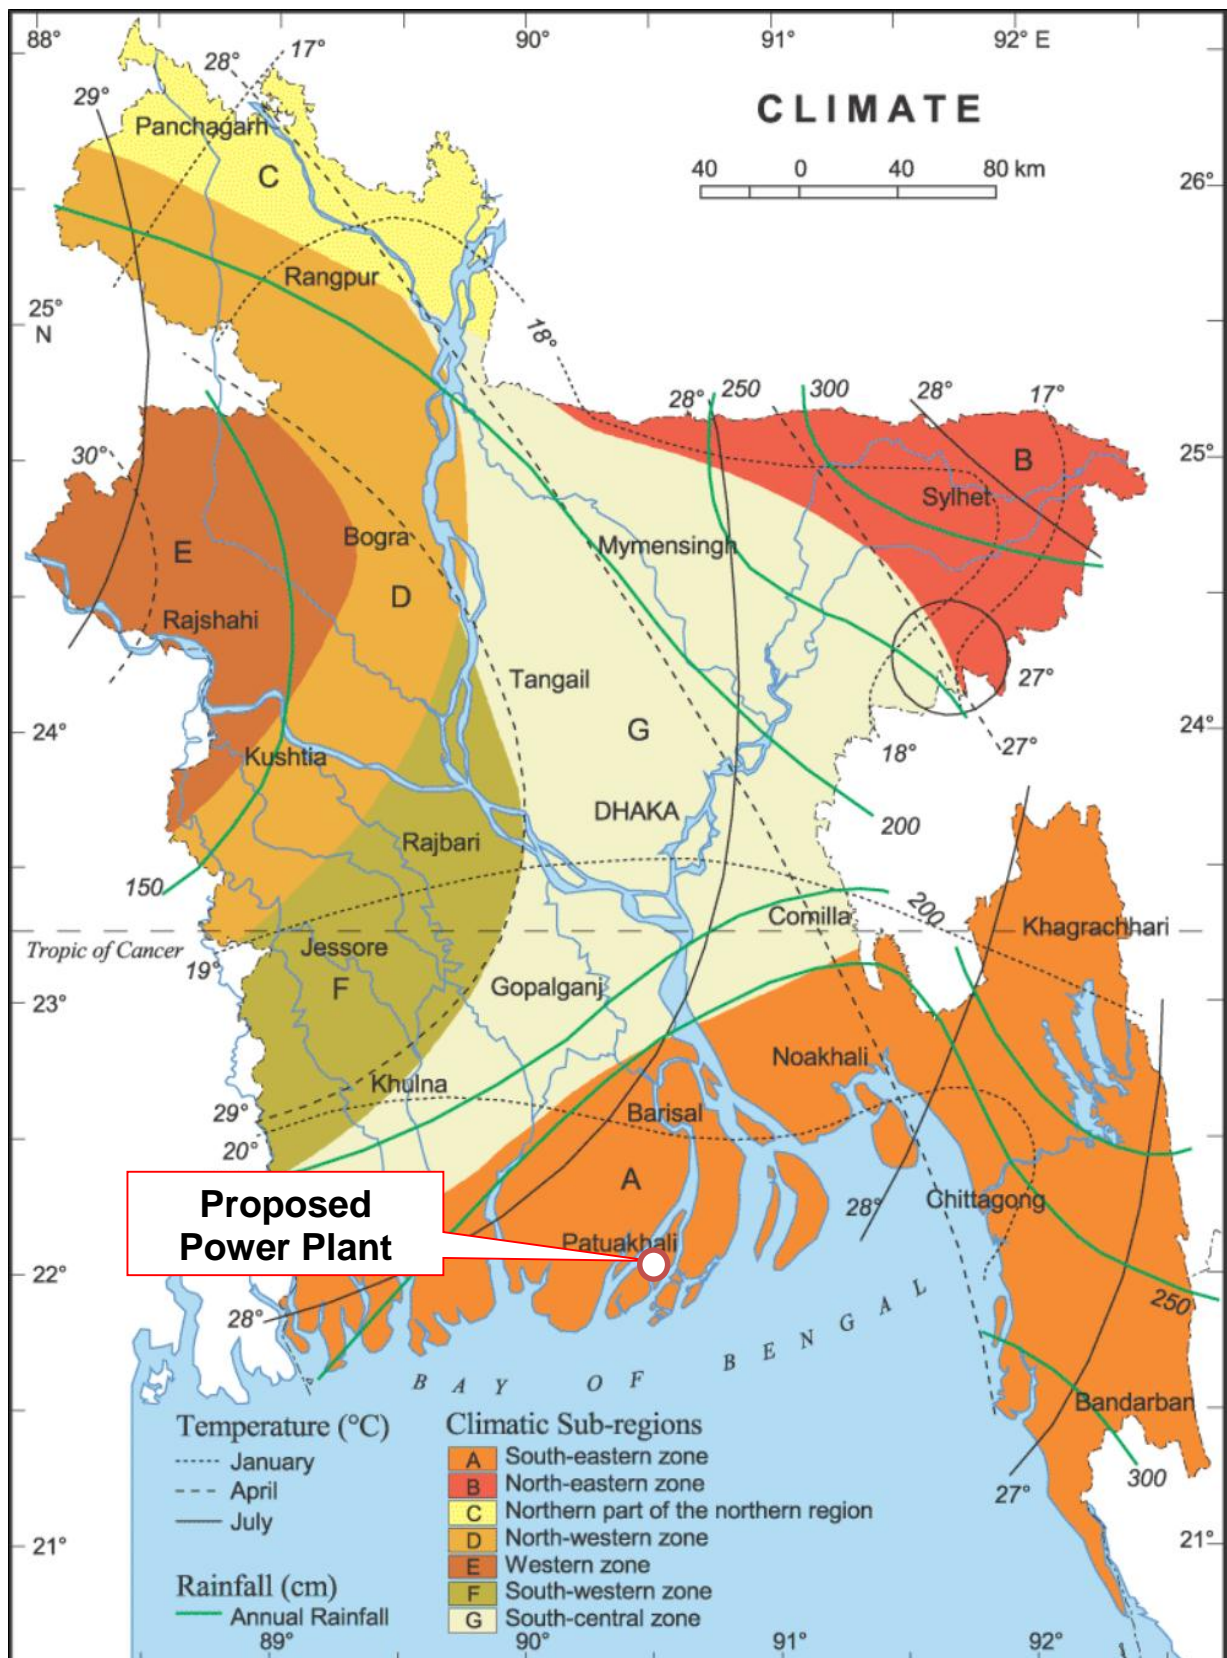 88°
90°
91°
92° E
28°
17°
CLIMATE
29°
Panchagarh
40 0 40 80 km
C
26°
Rangpur
25°
N
18°
28°
250
300
28°
17°
30°
B
25°
Sylhet
Bogra
Mymensingh
E
D
Rajshahi
Tangail
27°
G
24°
24°
Kushtia
18°
27°
DHAKA
200
Rajbari
150
Comilla
200
Khagrachhari
Tropic of Cancer
Jessore
19°
F
Gopalganj
23°
23°
Noakhali
Khulna
29°
Barisal
20°
A
Chittagong
28°
Proposed
Power Plant
Patuakhali
22°
22°
28°
250
BAY OF BENGAL
Bandarban
300
27°
Temperature (°C)
January
April
July
Rainfall (cm)
Annual Rainfall
Climatic Sub-regions
A South-eastern zone
B North-eastern zone
C Northern part of the northern region
D North-western zone
E Western zone
F South-western zone
G South-central zone
21°
21°
89°
90°
91°
92°